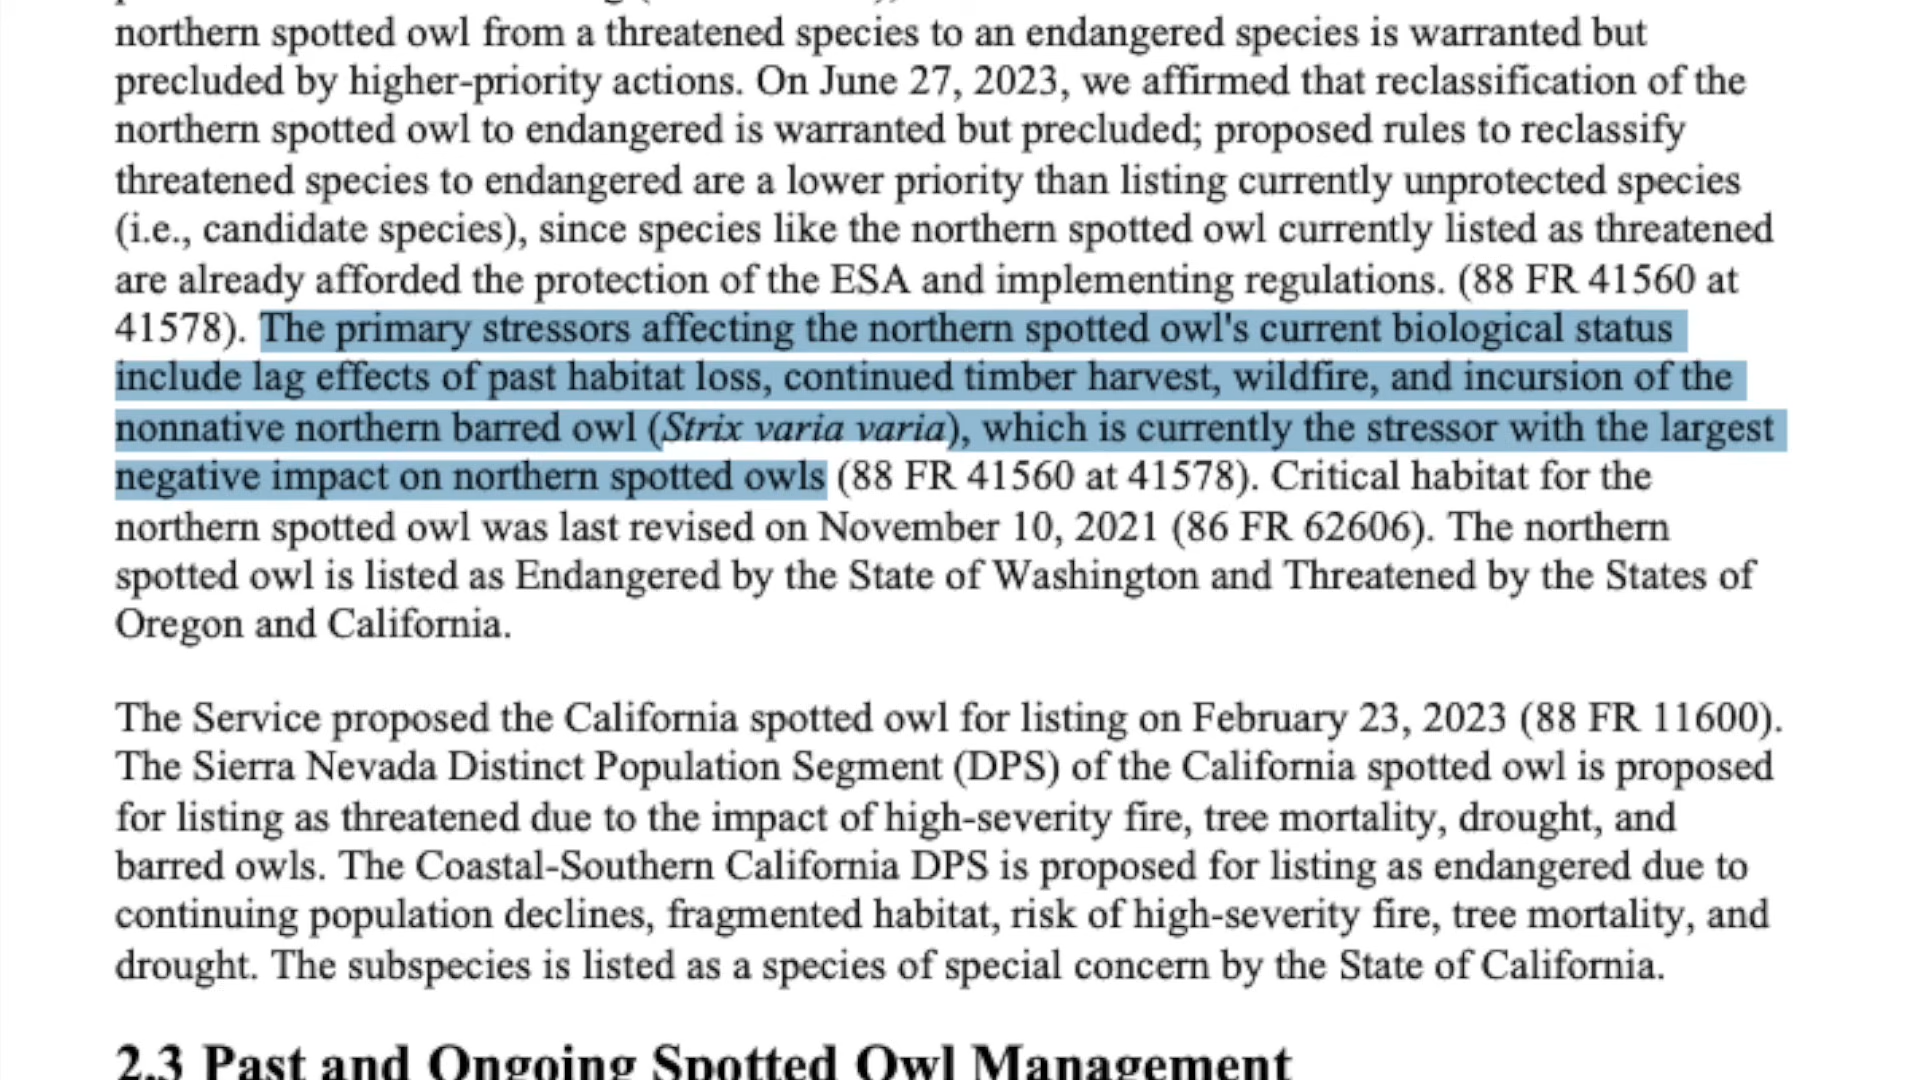 northern spotted owl from a threatened species to an endangered species is warranted but
precluded by higher-priority actions. On June 27, 2023, we affirmed that reclassification of the
northern spotted owl to endangered is warranted but precluded; proposed rules to reclassify
threatened species to endangered are a lower priority than listing currently unprotected species
(i.e., candidate species), since species like the northern spotted owl currently listed as threatened
are already afforded the protection of the ESA and implementing regulations. (88 FR 41560 at
41578). The primary stressors affecting the northern spotted owl's current biological status
include lag effects of past habitat loss, continued timber harvest, wildfire, and incursion of the
nonnative northern barred owl (Strix varia varia), which is currently the stressor with the largest
negative impact on northern spotted owls (88 FR 41560 at 41578). Critical habitat for the
northern spotted owl was last revised on November 10, 2021 (86 FR 62606). The northern
spotted owl is listed as Endangered by the State of Washington and Threatened by the States of
Oregon and California.
The Service proposed the California spotted owl for listing on February 23, 2023 (88 FR 11600).
The Sierra Nevada Distinct Population Segment (DPS) of the California spotted owl is proposed
for listing as threatened due to the impact of high-severity fire, tree mortality, drought, and
barred owls. The Coastal-Southern California DPS is proposed for listing as endangered due to
continuing population declines, fragmented habitat, risk of high-severity fire, tree mortality, and
drought. The subspecies is listed as a species of special concern by the State of California.
2.3 Past and Ongoing Spotted Owl Management